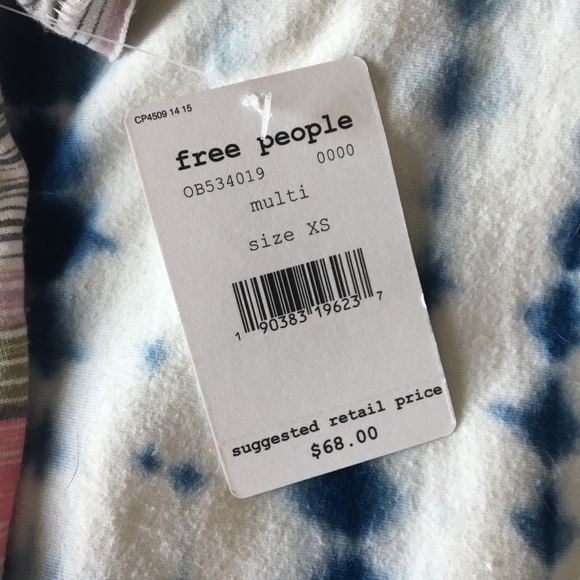 CP4509 14 15
free people
OB534019 0000
multi
size XS
1 90383 19623 7
suggested retail price
$68.00